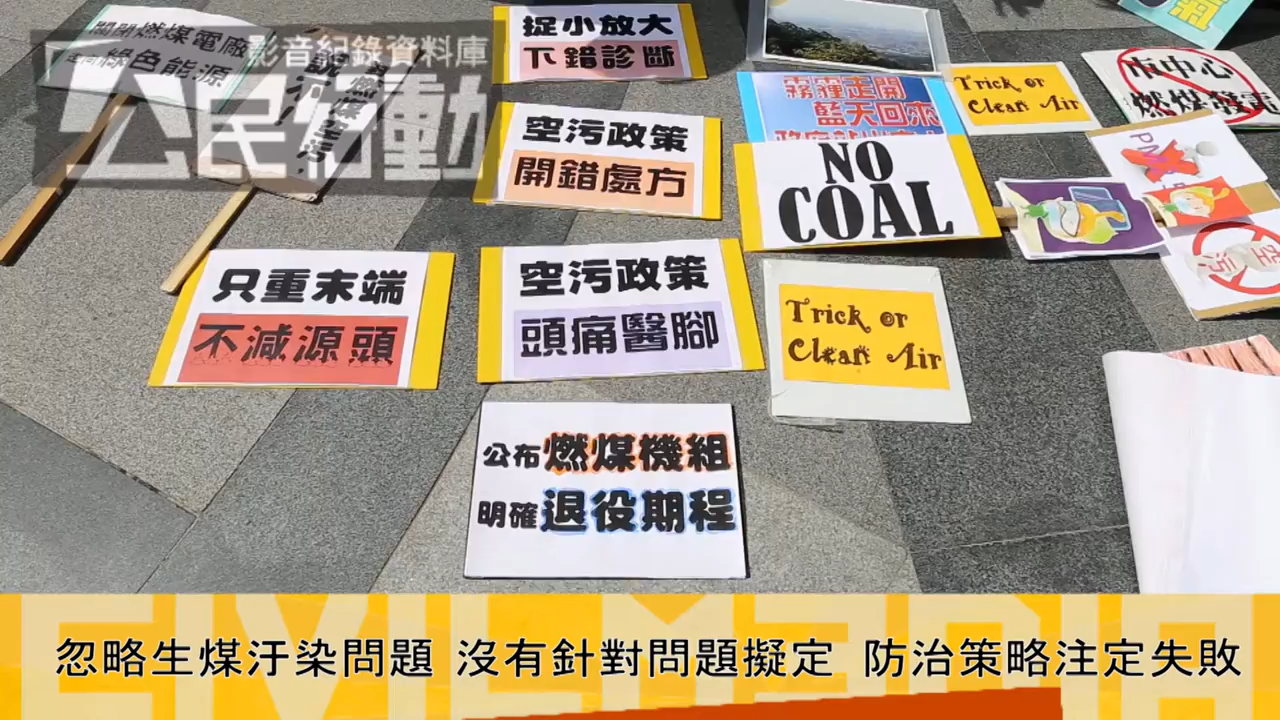 關閉燃煤電廠
綠色能源
影音紀錄資料庫
公民行動
捉小放大
下錯診斷
空污政策
開錯處方
霧霾走開
藍天回來
NO
COAL
Trick or
Clean Air
市中心
燃煤發電
PM
只重末端
不減源頭
空污政策
頭痛醫腳
Trick or
Clean Air
空污
公布燃煤機組
明確退役期程
忽略生煤汙染問題 沒有針對問題擬定 防治策略注定失敗